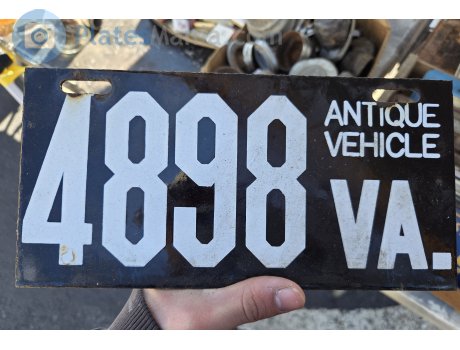 4898
ANTIQUE
VEHICLE
VA.